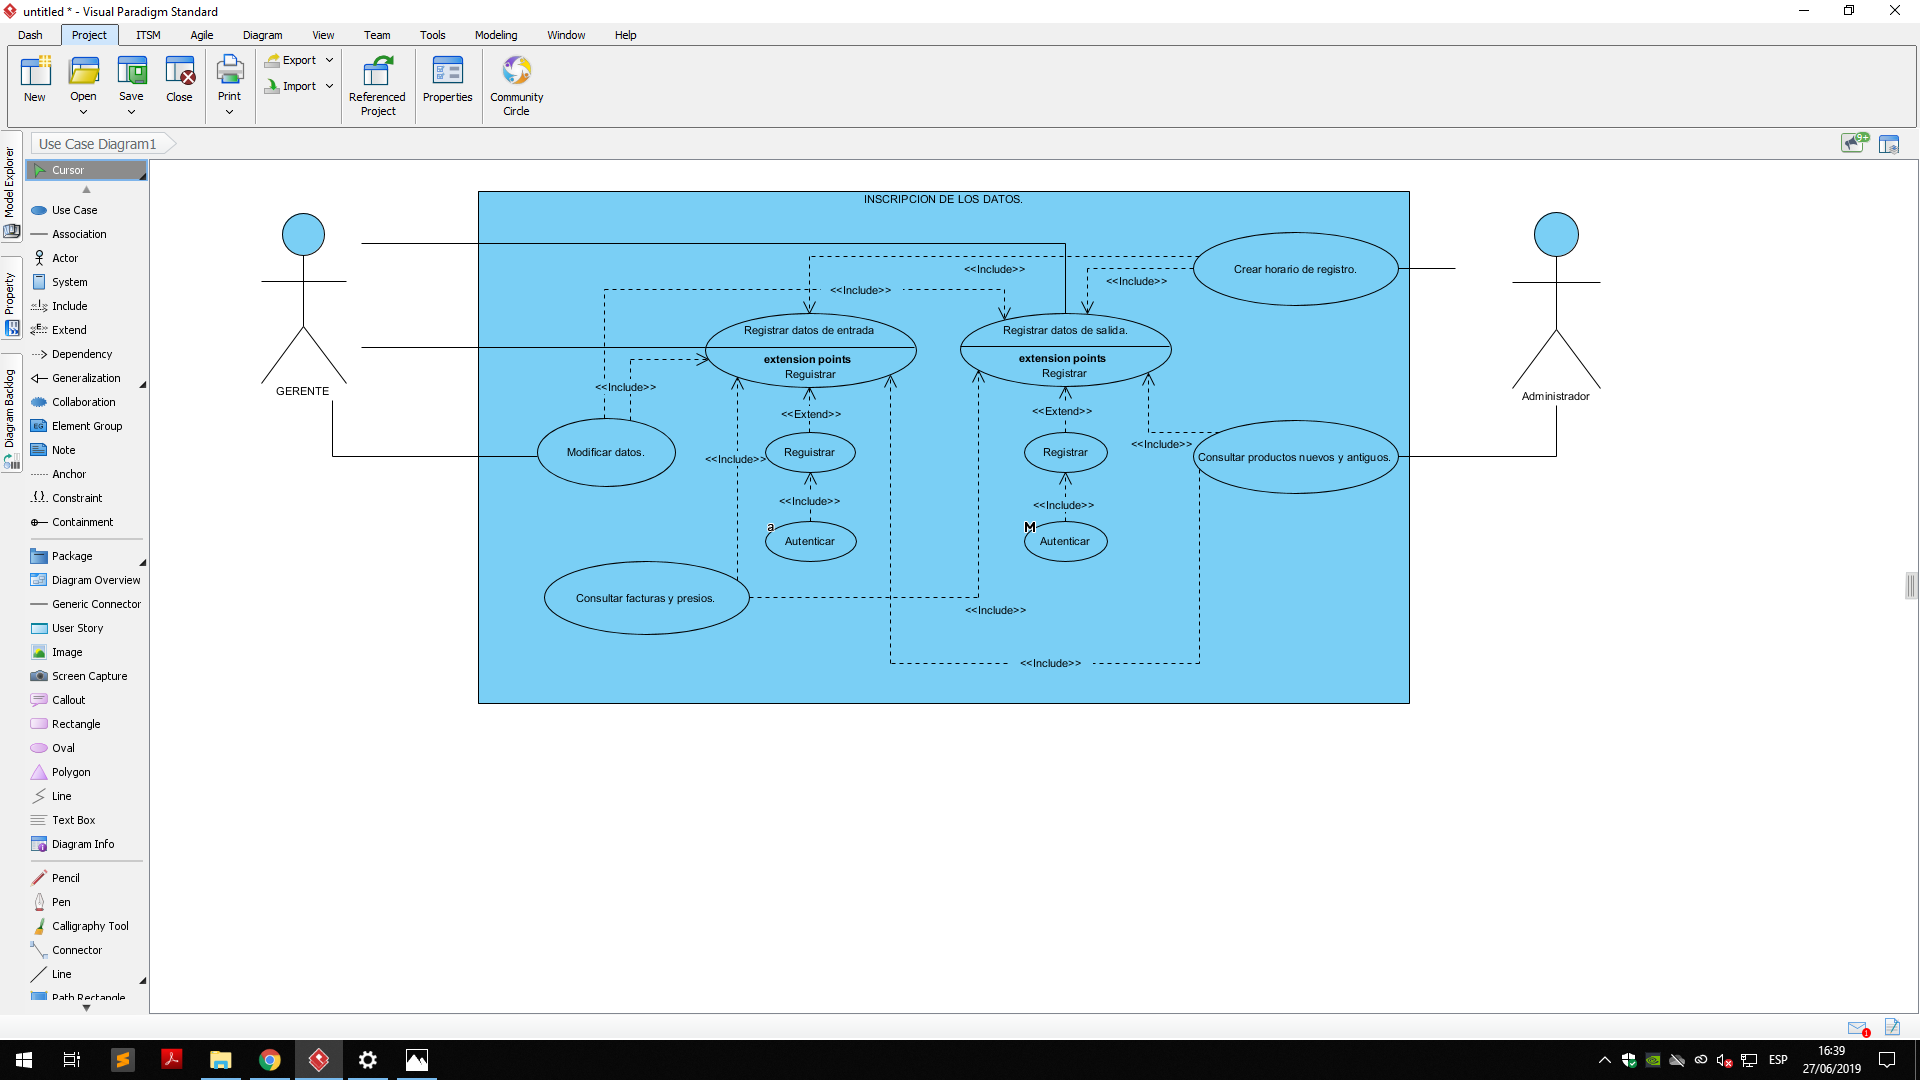 untitled * - Visual Paradigm Standard
Dash Project ITSM Agile Diagram View Team Tools Modeling Window Help
New Open Save Close Print Export Import Referenced Project Properties Community Circle
Use Case Diagram1
9+
Model Explorer
Property
Diagram Backlog
Cursor
Use Case
Association
Actor
System
Include
Extend
Dependency
Generalization
Collaboration
Element Group
Note
Anchor
Constraint
Containment
Package
Diagram Overview
Generic Connector
User Story
Image
Screen Capture
Callout
Rectangle
Oval
Polygon
Line
Text Box
Diagram Info
Pencil
Pen
Calligraphy Tool
Connector
Line
Path Rectangle
INSCRIPCION DE LOS DATOS.
<<Include>>
Crear horario de registro.
<<Include>>
<<Include>>
Registrar datos de entrada
extension points
Reguistrar
Registrar datos de salida.
extension points
Registrar
GERENTE
Administrador
<<Include>>
<<Extend>>
<<Extend>>
<<Include>>
Modificar datos.
<<Include>>
Reguistrar
Registrar
Consultar productos nuevos y antiguos.
<<Include>>
<<Include>>
a
Autenticar
M
Autenticar
Consultar facturas y presios.
<<Include>>
<<Include>>
1
ESP
16:39
27/06/2019